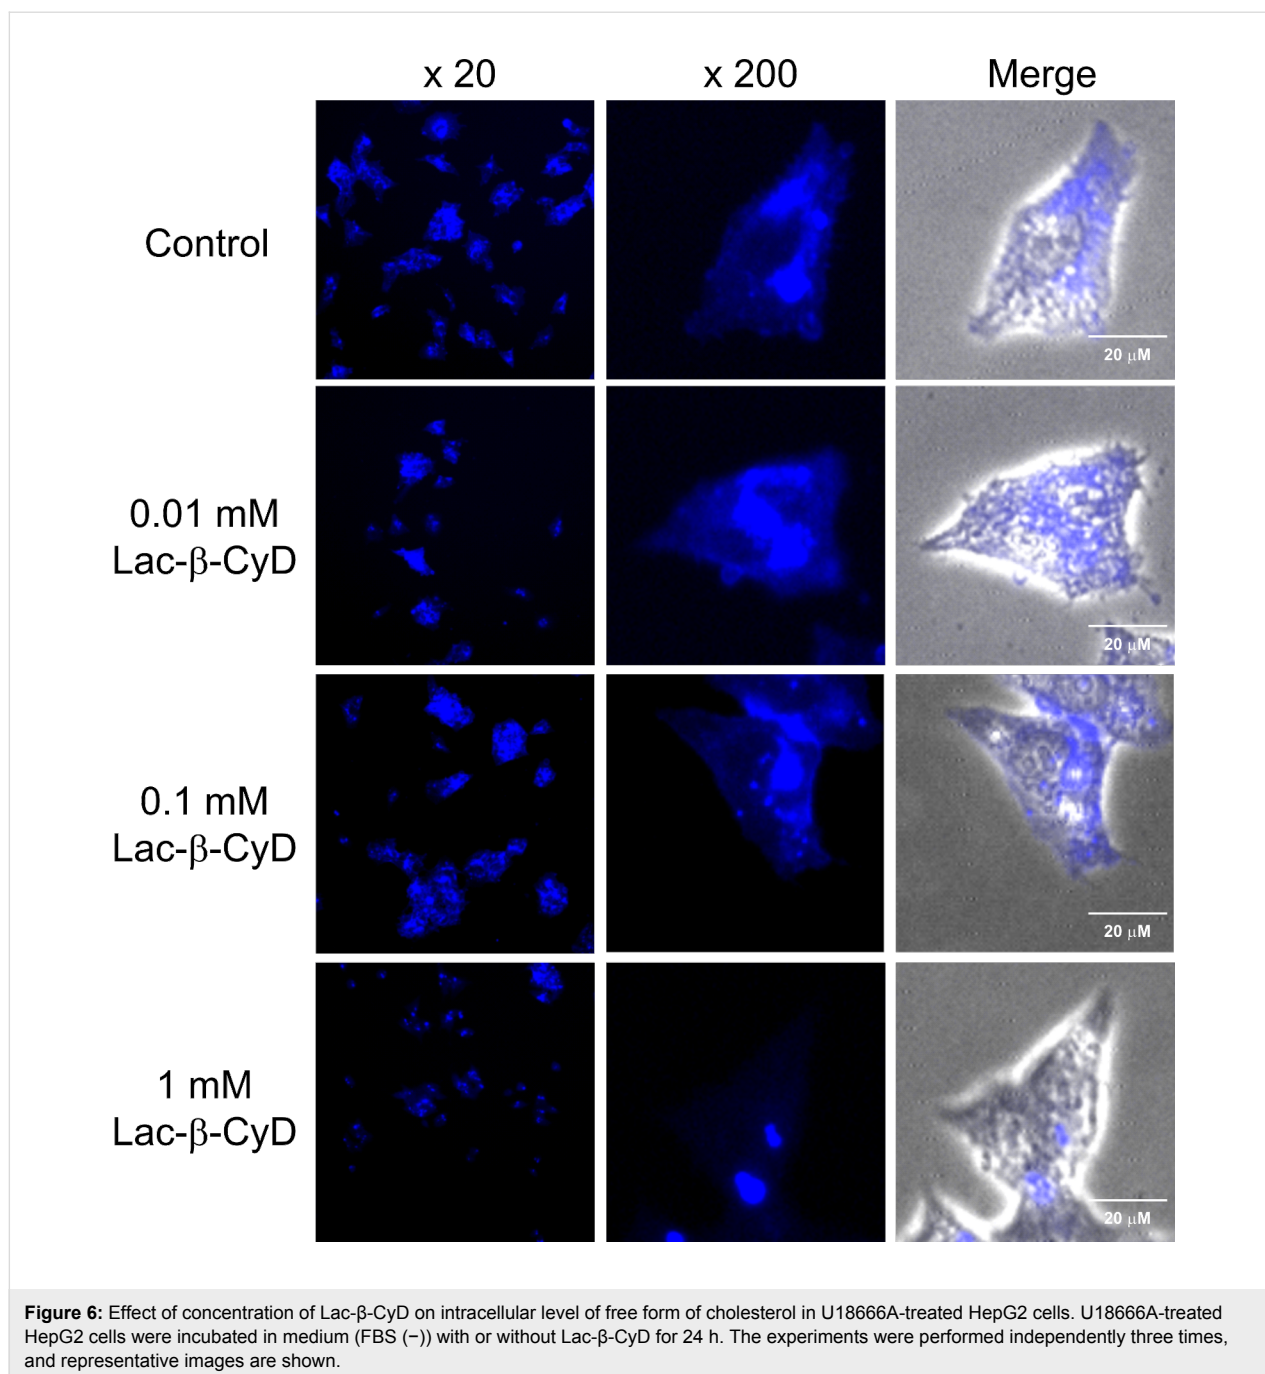 x 20 x 200 Merge
Control
20 μM
0.01 mM
Lac-β-CyD
20 μM
0.1 mM
Lac-β-CyD
20 μM
1 mM
Lac-β-CyD
20 μM
Figure 6: Effect of concentration of Lac-β-CyD on intracellular level of free form of cholesterol in U18666A-treated HepG2 cells. U18666A-treated
HepG2 cells were incubated in medium (FBS (−)) with or without Lac-β-CyD for 24 h. The experiments were performed independently three times,
and representative images are shown.